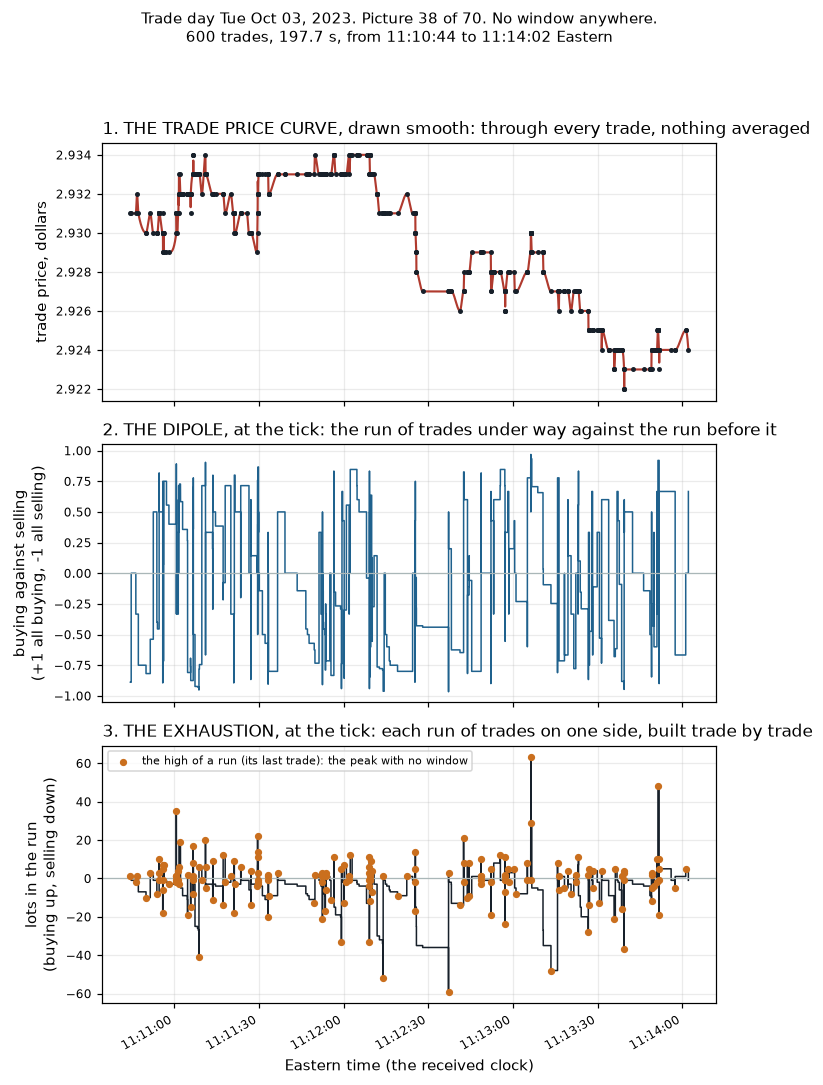 Trade day Tue Oct 03, 2023. Picture 38 of 70. No window anywhere.
600 trades, 197.7 s, from 11:10:44 to 11:14:02 Eastern
1. THE TRADE PRICE CURVE, drawn smooth: through every trade, nothing averaged
trade price, dollars
2.934
2.932
2.930
2.928
2.926
2.924
2.922
2. THE DIPOLE, at the tick: the run of trades under way against the run before it
buying against selling
(+1 all buying, -1 all selling)
1.00
0.75
0.50
0.25
0.00
−0.25
−0.50
−0.75
−1.00
3. THE EXHAUSTION, at the tick: each run of trades on one side, built trade by trade
the high of a run (its last trade): the peak with no window
lots in the run
(buying up, selling down)
60
40
20
0
−20
−40
−60
11:11:00
11:11:30
11:12:00
11:12:30
11:13:00
11:13:30
11:14:00
Eastern time (the received clock)